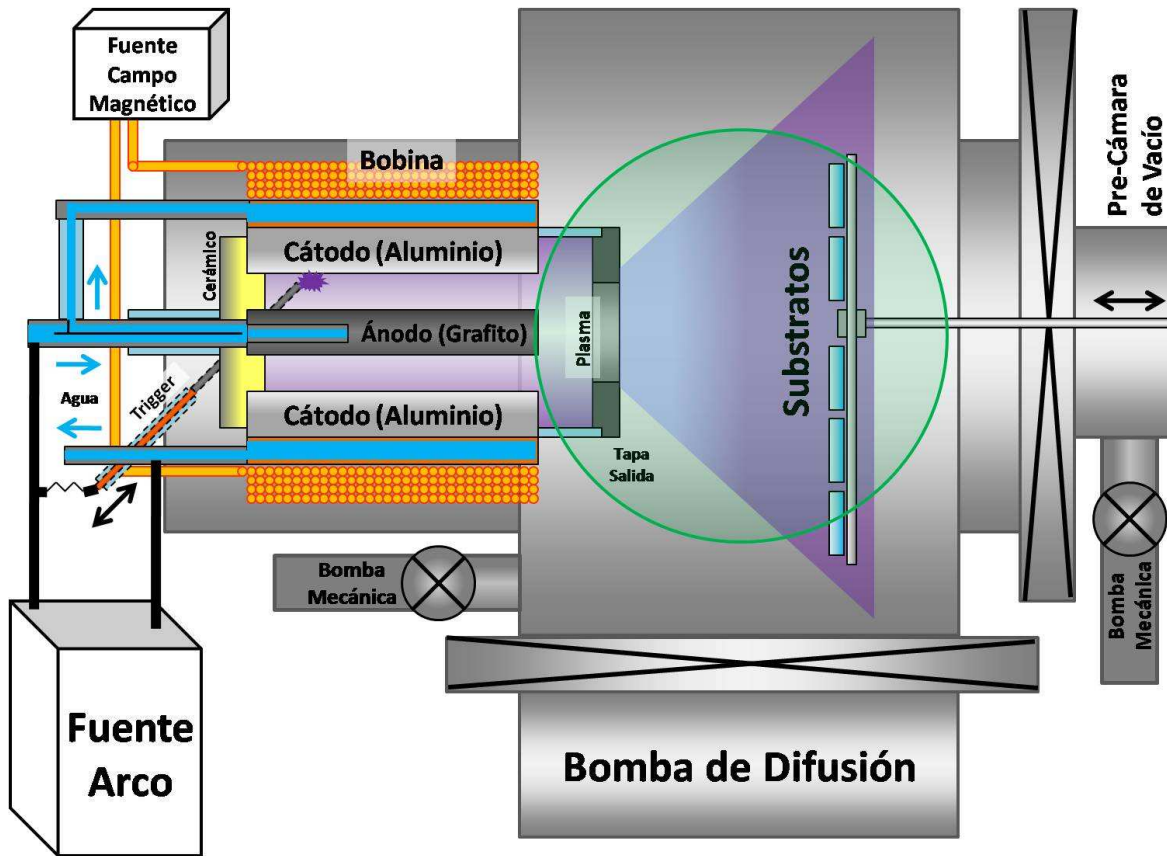 Fuente
Campo
Magnético
Bobina
Cátodo (Aluminio)
Cerámico
Ánodo (Grafito)
Plasma
Cátodo (Aluminio)
Agua
Trigger
Tapa
Salida
Substratos
Pre-Cámara
de Vacío
Bomba
Mecánica
Bomba
Mecánica
Fuente
Arco
Bomba de Difusión